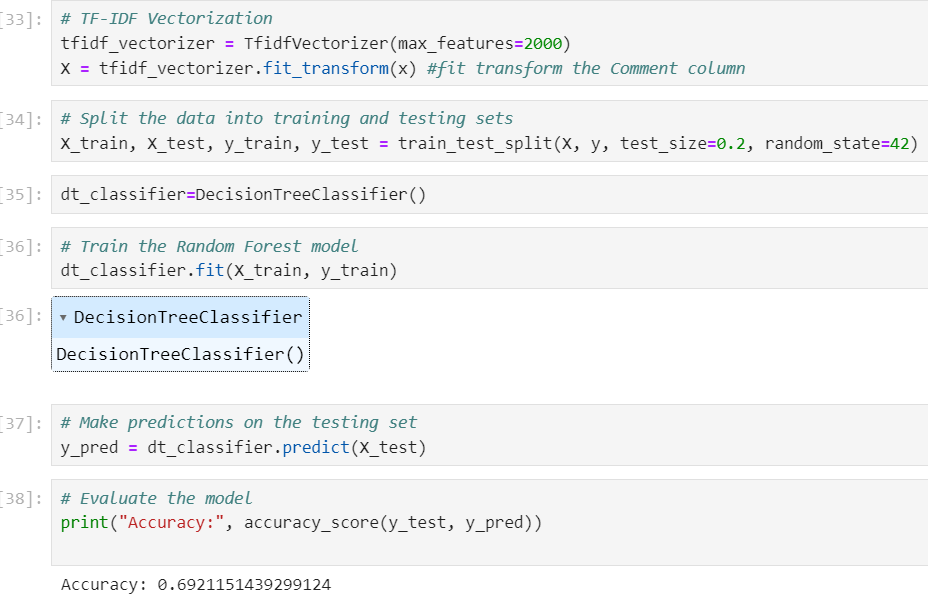 [33]: # TF-IDF Vectorization
tfidf_vectorizer = TfidfVectorizer(max_features=2000)
X = tfidf_vectorizer.fit_transform(x) #fit transform the Comment column
[34]: # Split the data into training and testing sets
X_train, X_test, y_train, y_test = train_test_split(X, y, test_size=0.2, random_state=42)
[35]: dt_classifier=DecisionTreeClassifier()
[36]: # Train the Random Forest model
dt_classifier.fit(X_train, y_train)
[36]: ▾ DecisionTreeClassifier
DecisionTreeClassifier()
[37]: # Make predictions on the testing set
y_pred = dt_classifier.predict(X_test)
[38]: # Evaluate the model
print("Accuracy:", accuracy_score(y_test, y_pred))
Accuracy: 0.6921151439299124